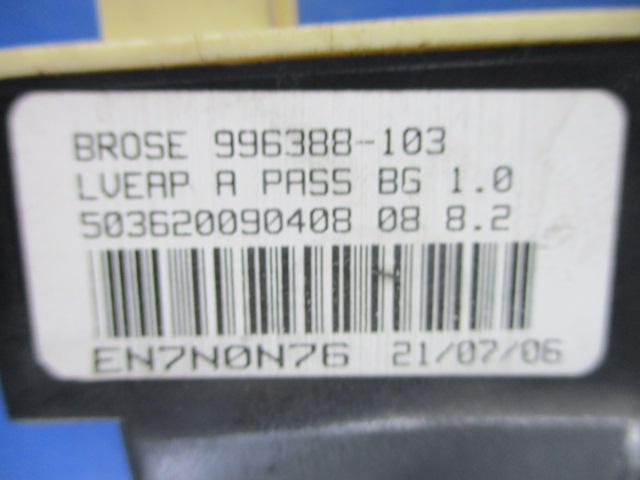 BROSE 996388-103
LVEAP A PASS BG 1.0
503620090408 08 8.2
EN7N0N76 21/07/06